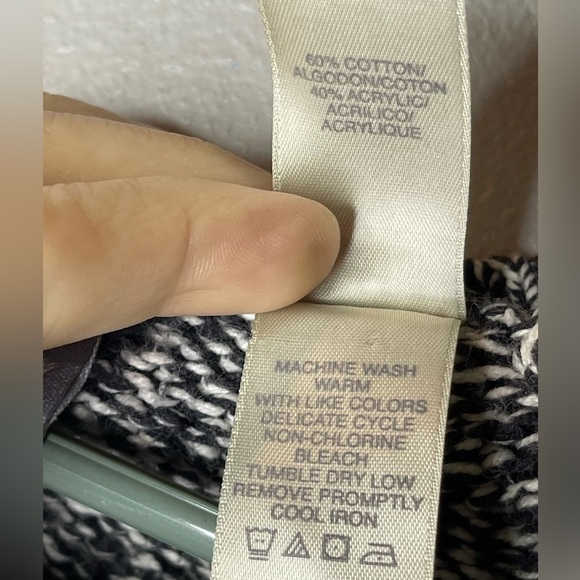 60% COTTON/
ALGODON/COTON
40% ACRYLIC/
ACRILICO/
ACRYLIQUE
MACHINE WASH
WARM
WITH LIKE COLORS
DELICATE CYCLE
NON-CHLORINE
BLEACH
TUMBLE DRY LOW
REMOVE PROMPTLY
COOL IRON